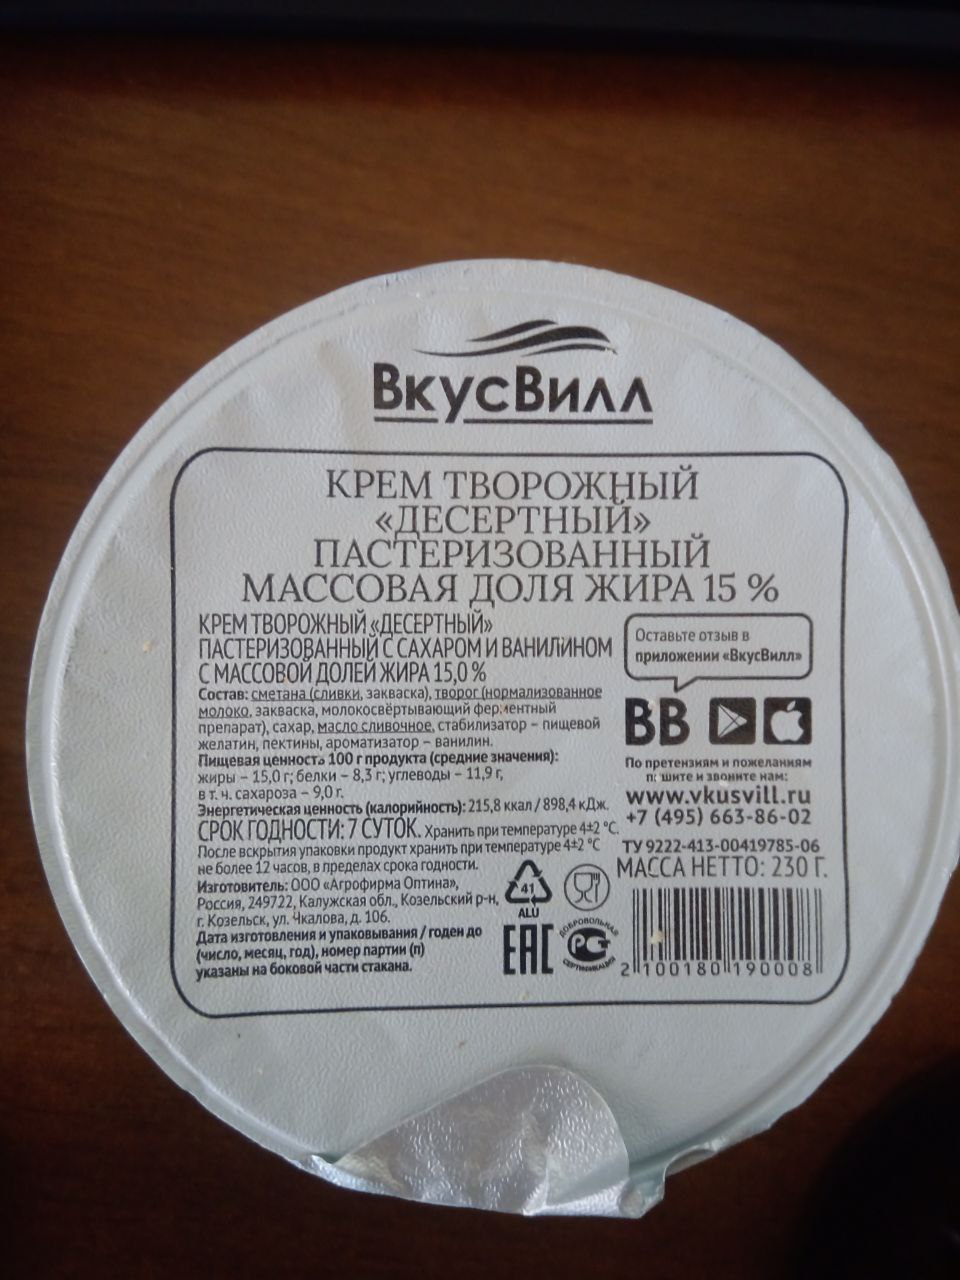 ВкусВилл
КРЕМ ТВОРОЖНЫЙ
«ДЕСЕРТНЫЙ»
ПАСТЕРИЗОВАННЫЙ
МАССОВАЯ ДОЛЯ ЖИРА 15 %
КРЕМ ТВОРОЖНЫЙ «ДЕСЕРТНЫЙ»
ПАСТЕРИЗОВАННЫЙ С САХАРОМ И ВАНИЛИНОМ
С МАССОВОЙ ДОЛЕЙ ЖИРА 15,0 %
Состав: сметана (сливки, закваска), творог (нормализованное
молоко, закваска, молокосвёртывающий ферментный
препарат), сахар, масло сливочное, стабилизатор – пищевой
желатин, пектины, ароматизатор – ванилин.
Пищевая ценность 100 г продукта (средние значения):
жиры – 15,0 г; белки – 8,3 г; углеводы – 11,9 г,
в т. ч. сахароза – 9,0 г.
Энергетическая ценность (калорийность): 215,8 ккал / 898,4 кДж.
СРОК ГОДНОСТИ: 7 СУТОК. Хранить при температуре 4±2 °С.
После вскрытия упаковки продукт хранить при температуре 4±2 °С
не более 12 часов, в пределах срока годности.
Изготовитель: ООО «Агрофирма Оптина»,
Россия, 249722, Калужская обл., Козельский р-н,
г. Козельск, ул. Чкалова, д. 106.
Дата изготовления и упаковывания / годен до
(число, месяц, год), номер партии (п)
указаны на боковой части стакана.
Оставьте отзыв в
приложении «ВкусВилл»
ВВ
По претензиям и пожеланиям
пишите и звоните нам:
www.vkusvill.ru
+7 (495) 663-86-02
ТУ 9222-413-00419785-06
МАССА НЕТТО: 230 Г.
41
ALU
EAC
ДОБРОВОЛЬНАЯ
РС
СЕРТИФИКАЦИЯ
2 100180 190008